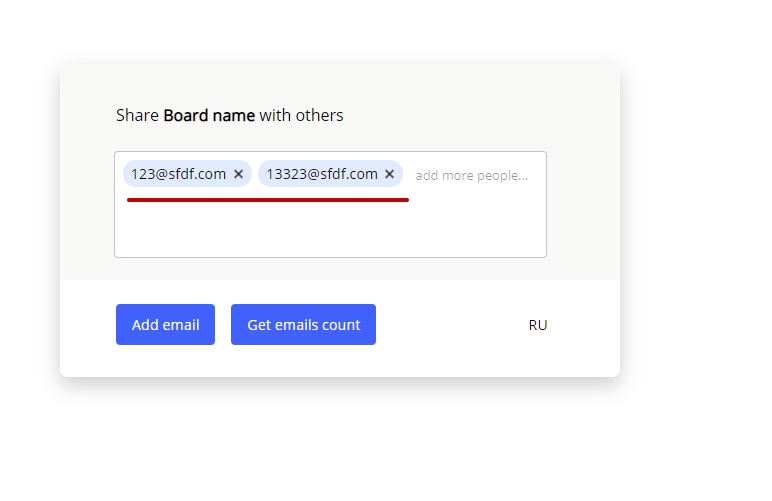 Share Board name with others
123@sfdf.com × 13323@sfdf.com × add more people...
Add email Get emails count RU